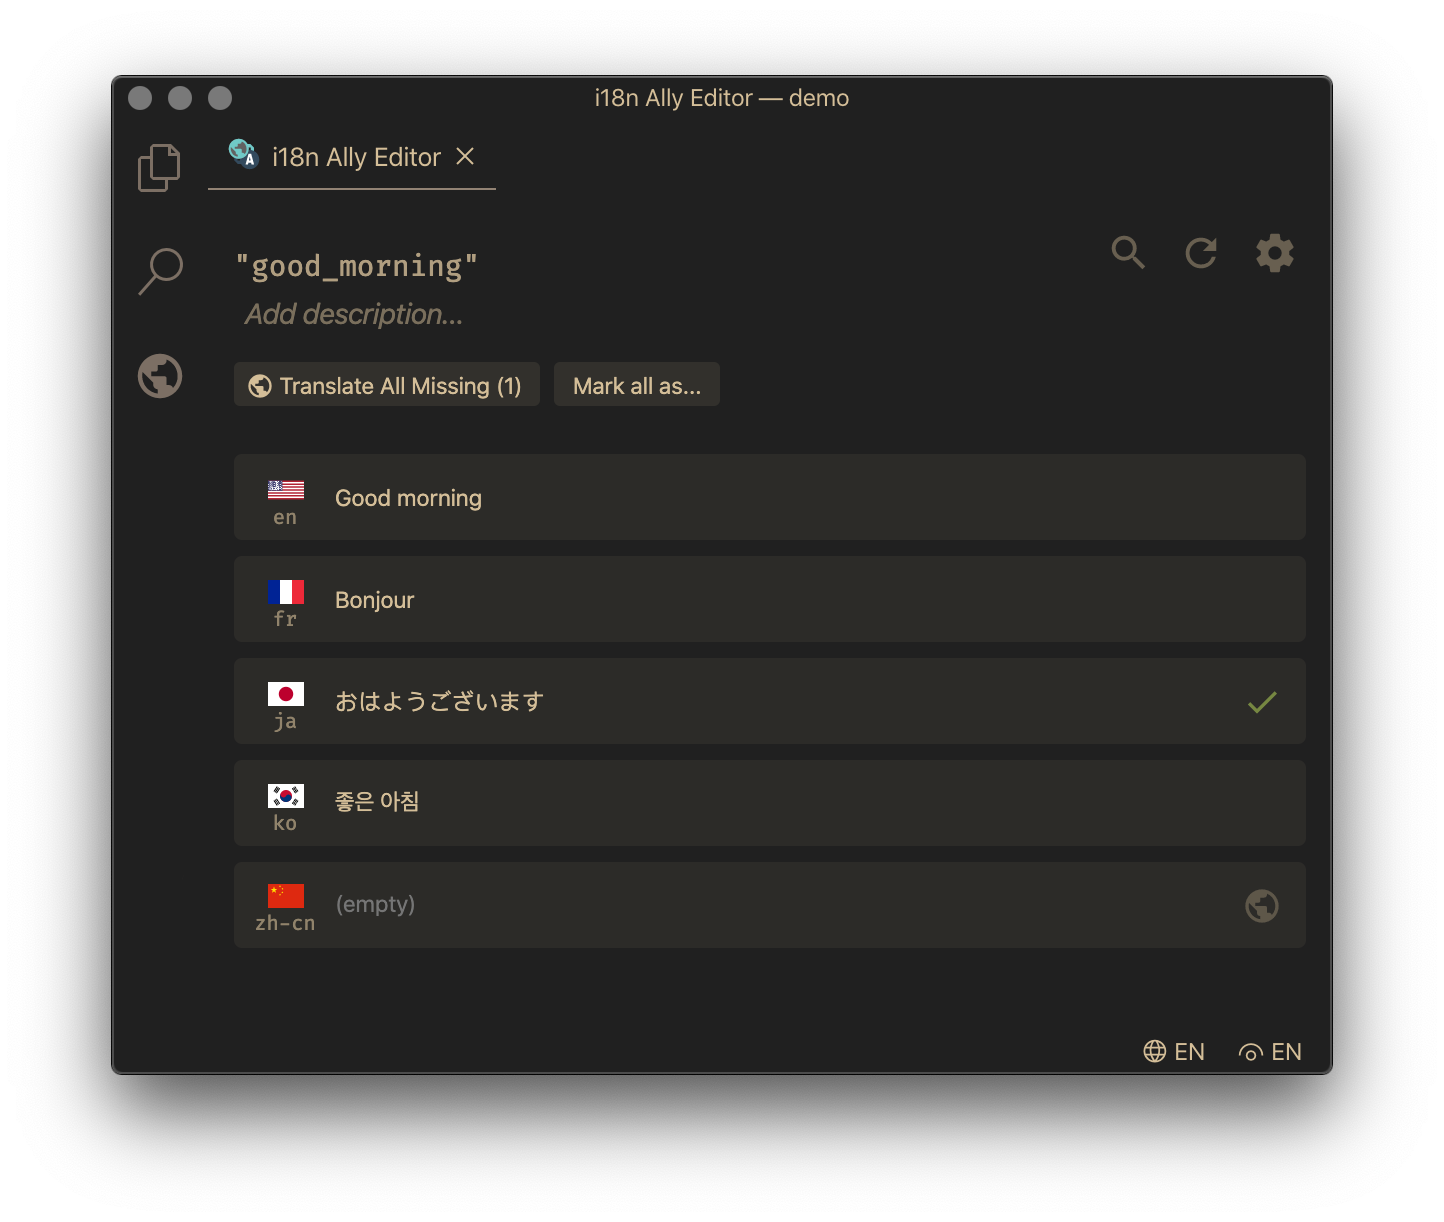 i18n Ally Editor — demo
i18n Ally Editor
"good_morning"
Add description...
Translate All Missing (1)
Mark all as...
en
Good morning
fr
Bonjour
ja
おはようございます
ko
좋은 아침
zh-cn
(empty)
EN
EN